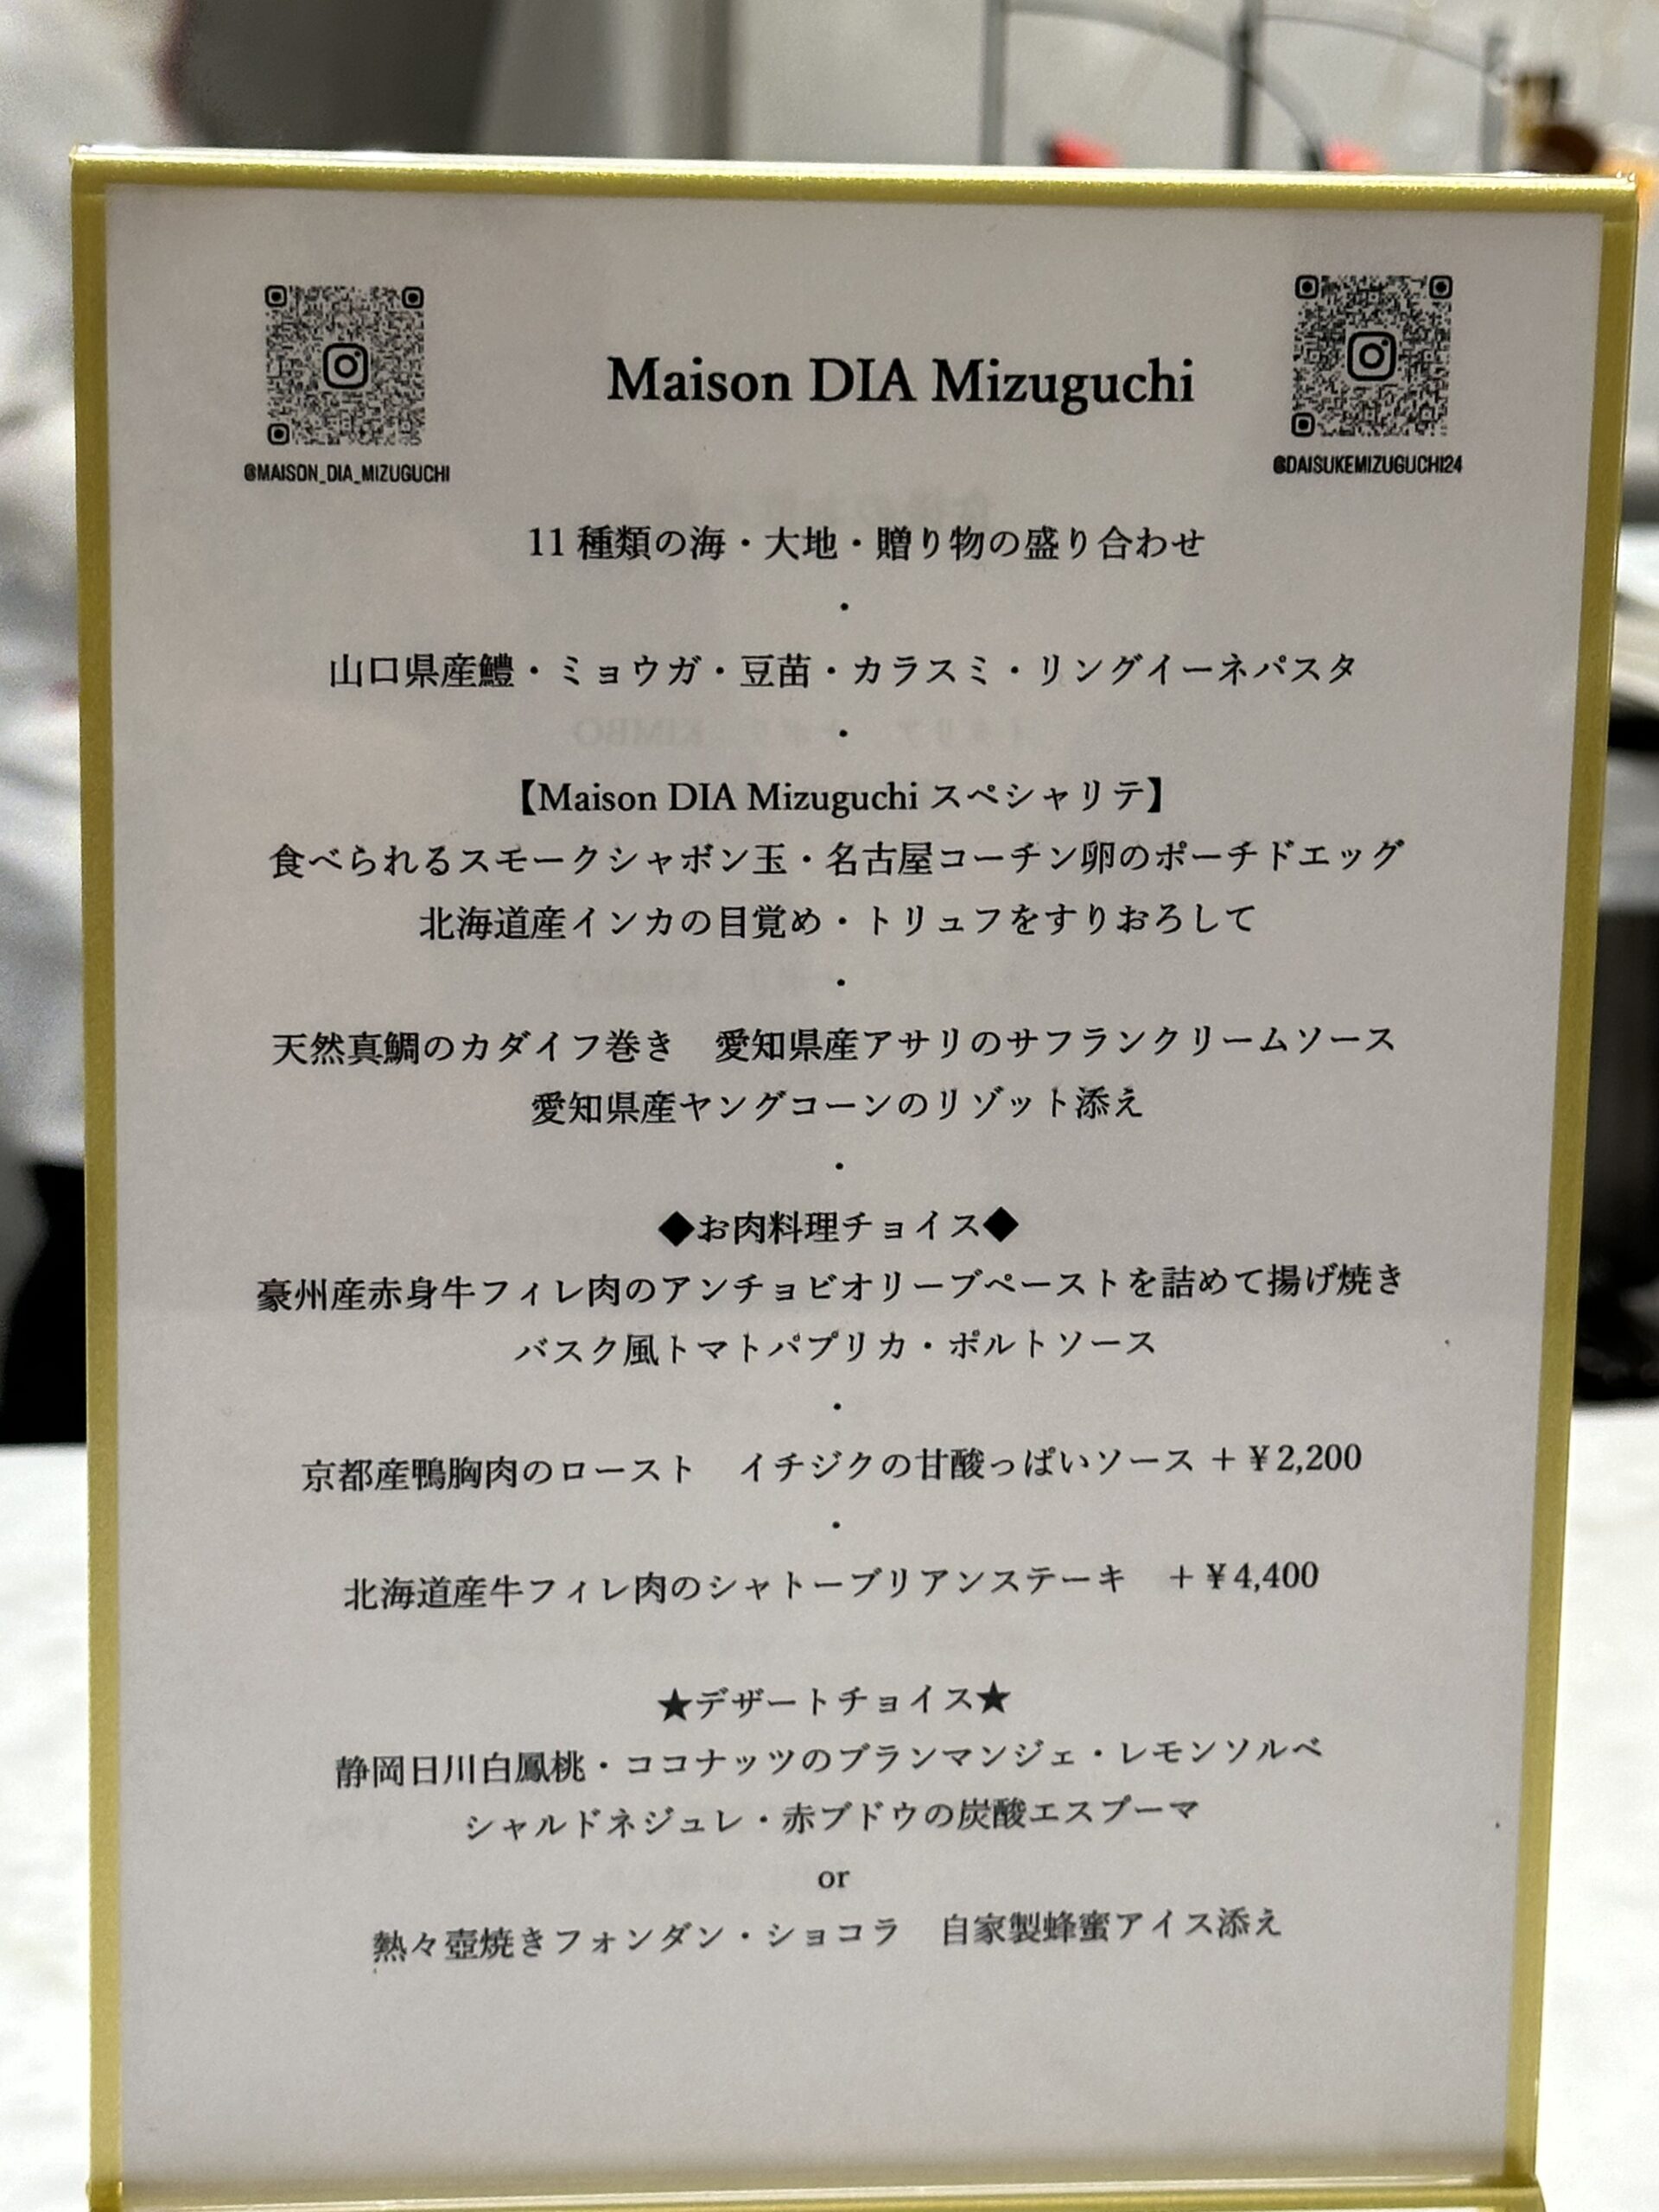 Maison DIA Mizuguchi
@MAISON_DIA_MIZUGUCHI
@DAISUKEMIZUGUCHI24
11 種類の海・大地・贈り物の盛り合わせ
・
山口県産鱧・ミョウガ・豆苗・カラスミ・リングイーネパスタ
・
【Maison DIA Mizuguchi スペシャリテ】
食べられるスモークシャボン玉・名古屋コーチン卵のポーチドエッグ
北海道産インカの目覚め・トリュフをすりおろして
・
天然真鯛のカダイフ巻き　愛知県産アサリのサフランクリームソース
愛知県産ヤングコーンのリゾット添え
・
◆お肉料理チョイス◆
豪州産赤身牛フィレ肉のアンチョビオリーブペーストを詰めて揚げ焼き
バスク風トマトパプリカ・ポルトソース
・
京都産鴨胸肉のロースト　イチジクの甘酸っぱいソース＋¥2,200
・
北海道産牛フィレ肉のシャトーブリアンステーキ　＋¥4,400
★デザートチョイス★
静岡日川白鳳桃・ココナッツのブランマンジェ・レモンソルベ
シャルドネジュレ・赤ブドウの炭酸エスプーマ
or
熱々壺焼きフォンダン・ショコラ　自家製蜂蜜アイス添え